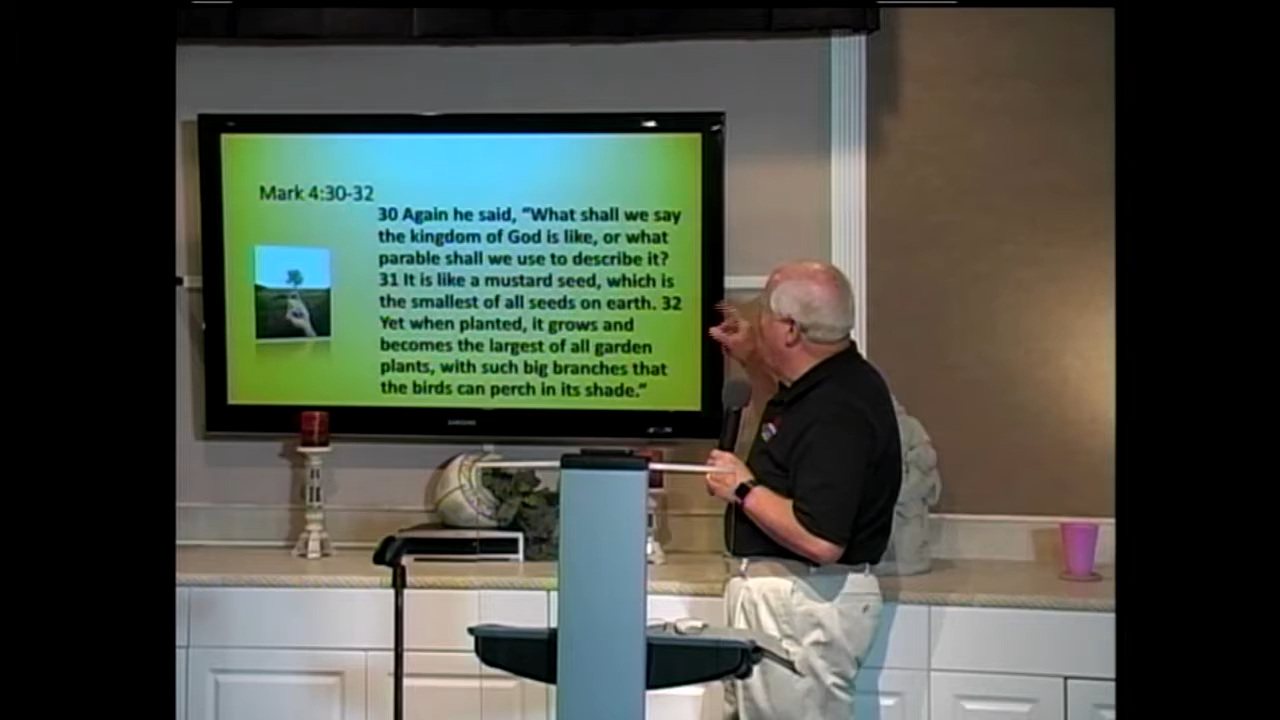 Mark 4:30-32
30 Again he said, “What shall we say
the kingdom of God is like, or what
parable shall we use to describe it?
31 It is like a mustard seed, which is
the smallest of all seeds on earth. 32
Yet when planted, it grows and
becomes the largest of all garden
plants, with such big branches that
the birds can perch in its shade.”
SAMSUNG